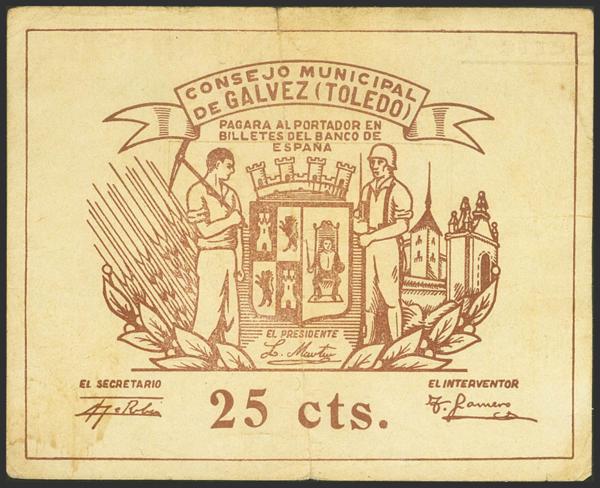 CONSEJO MUNICIPAL
DE GALVEZ (TOLEDO)
PAGARA AL PORTADOR EN
BILLETES DEL BANCO DE
ESPAÑA
EL PRESIDENTE
EL SECRETARIO
EL INTERVENTOR
25 cts.